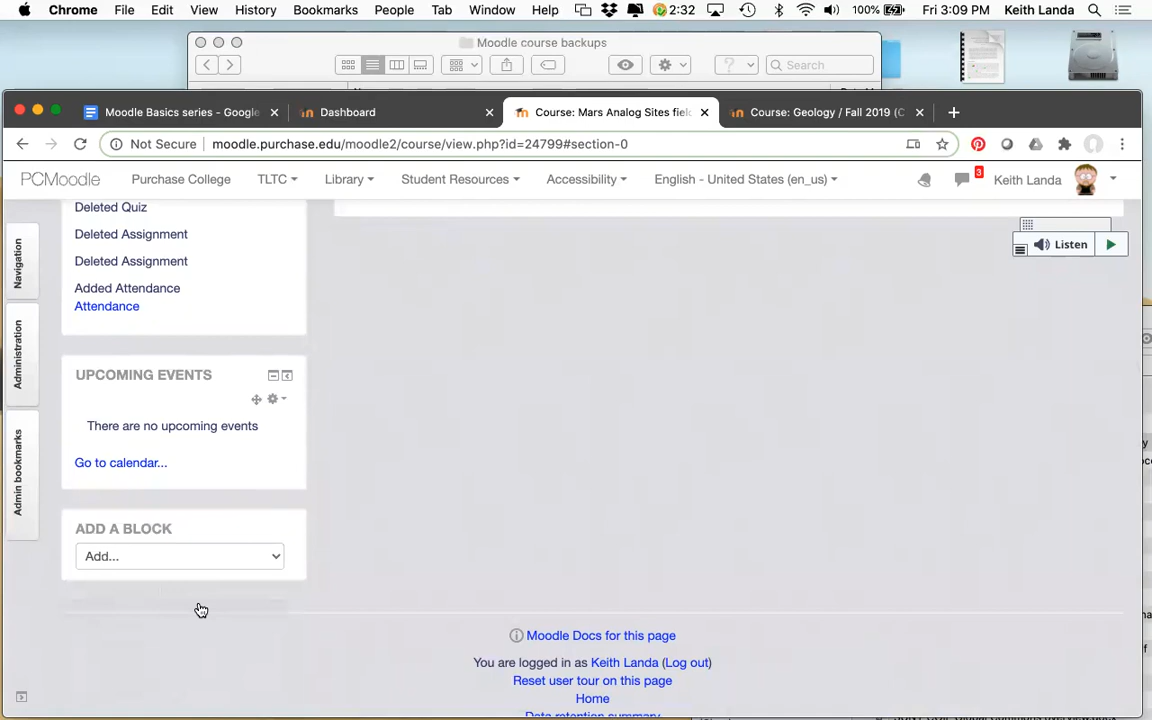 Chrome File Edit View History Bookmarks People Tab Window Help 2:32 100% Fri 3:09 PM Keith Landa
Moodle course backups
Search
Moodle Basics series - Google Dashboard Course: Mars Analog Sites field Course: Geology / Fall 2019 (C
Not Secure moodle.purchase.edu/moodle2/course/view.php?id=24799#section-0
PCMoodle Purchase College TLTC Library Student Resources Accessibility English - United States (en_us) 3 Keith Landa
Deleted Quiz
Deleted Assignment
Deleted Assignment
Added Attendance
Attendance
Listen
Navigation
Administration
Admin bookmarks
UPCOMING EVENTS
There are no upcoming events
Go to calendar...
ADD A BLOCK
Add...
Moodle Docs for this page
You are logged in as Keith Landa (Log out)
Reset user tour on this page
Home
Data retention summary